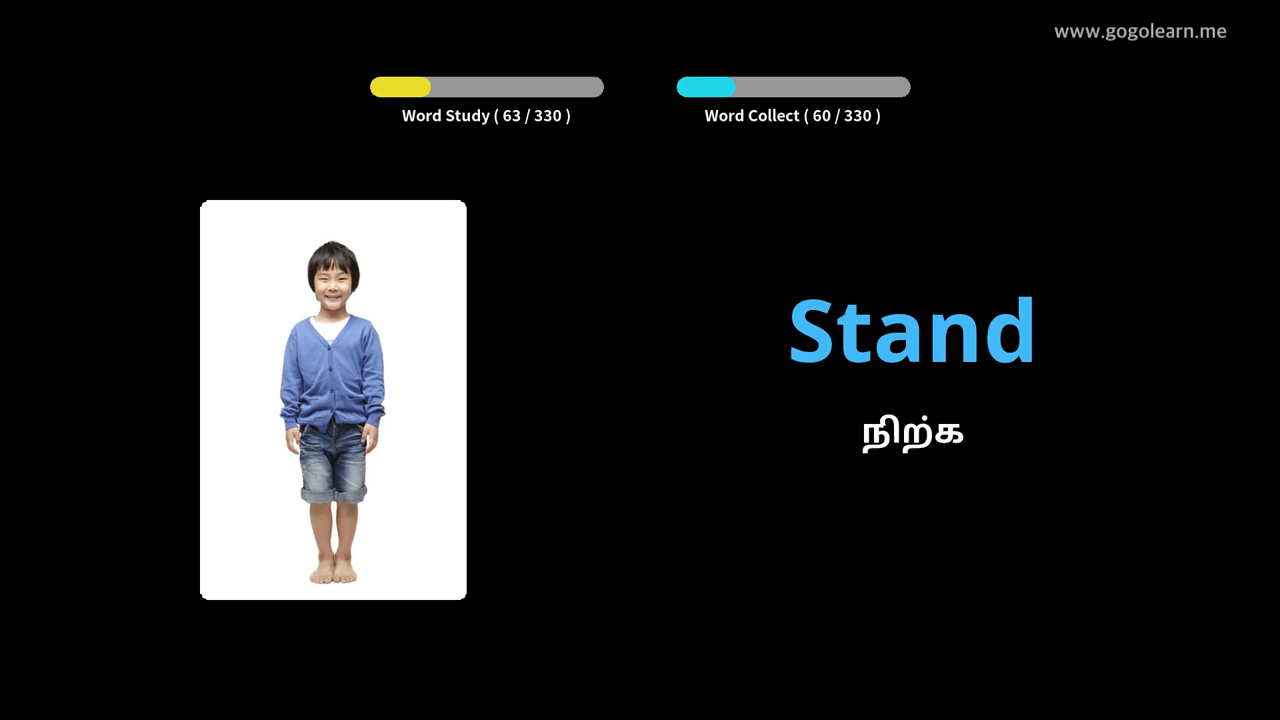 www.gogolearn.me
Word Study ( 63 / 330 )
Word Collect ( 60 / 330 )
Stand
நிற்க